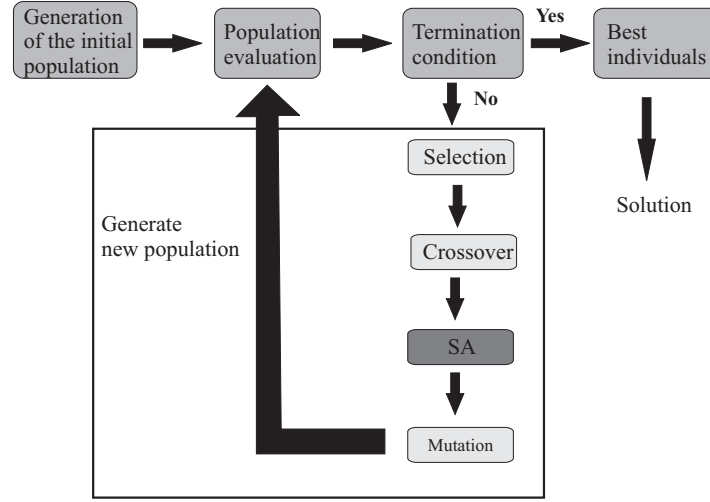 Generation
of the initial
population
Population
evaluation
Termination
condition
Yes
Best
individuals
No
Selection
Generate
new population
Crossover
SA
Mutation
Solution